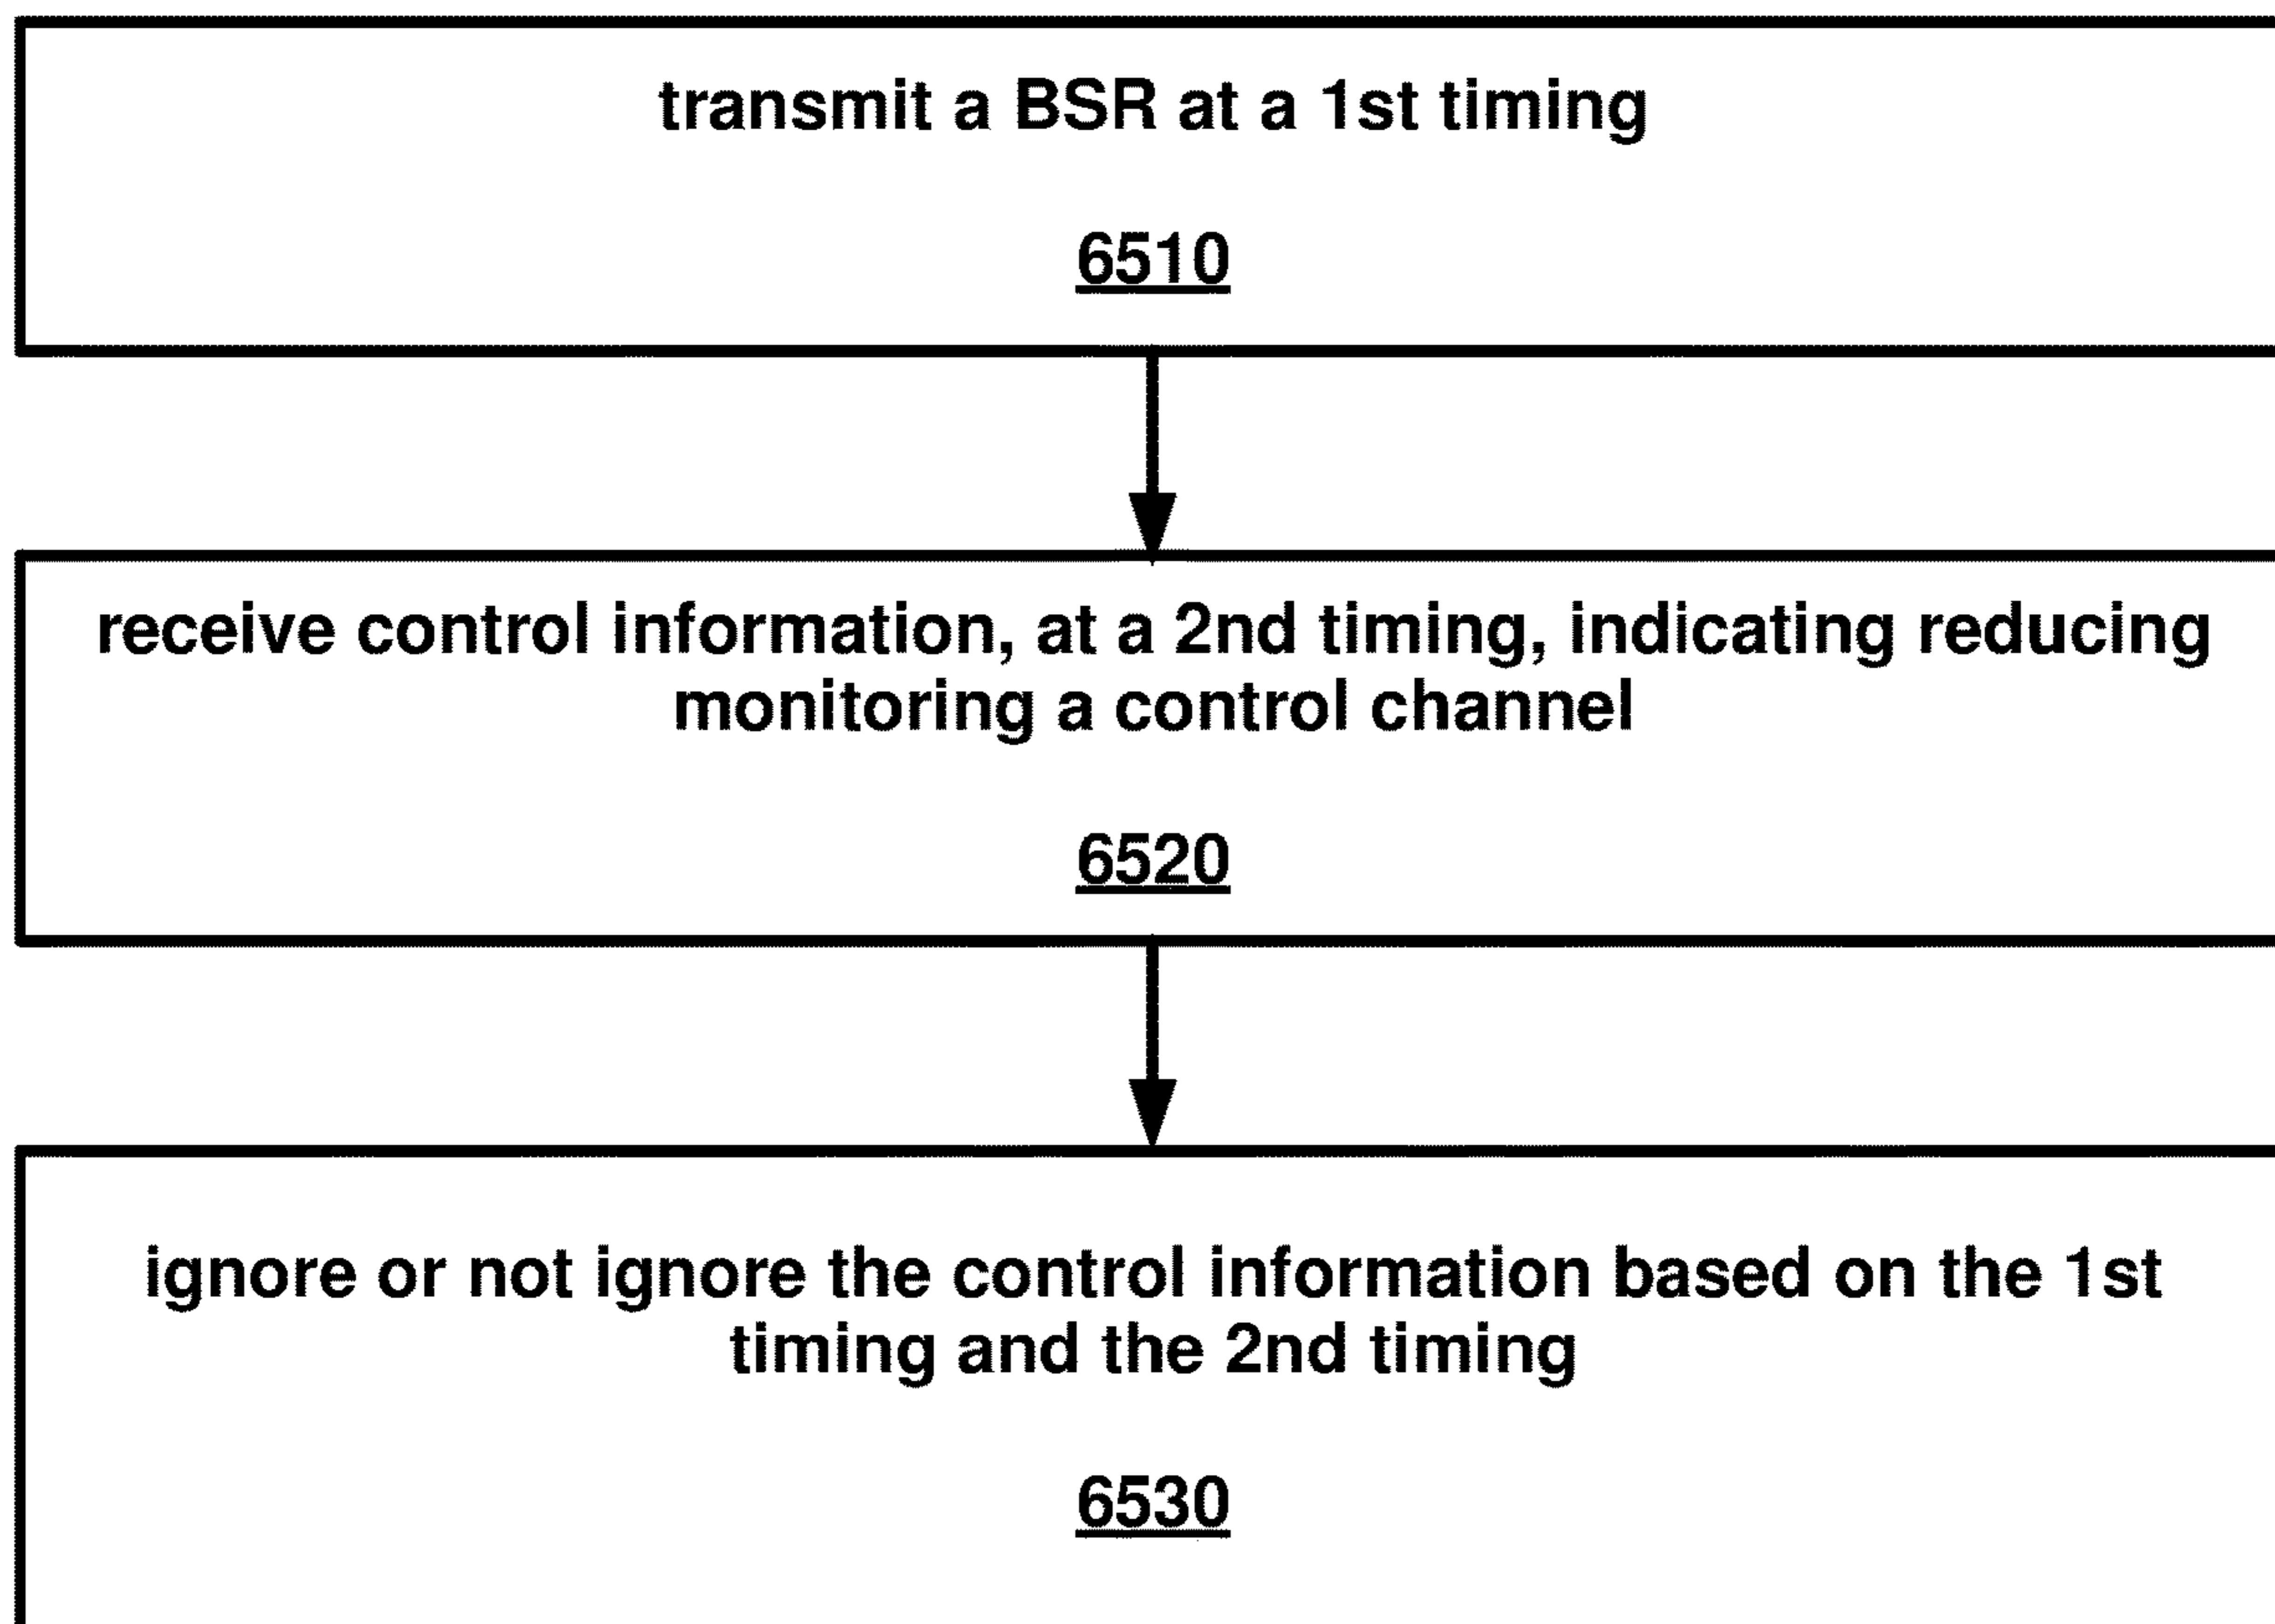 transmit a BSR at a 1st timing
6510
receive control information, at a 2nd timing, indicating reducing
monitoring a control channel
6520
ignore or not ignore the control information based on the 1st
timing and the 2nd timing
6530